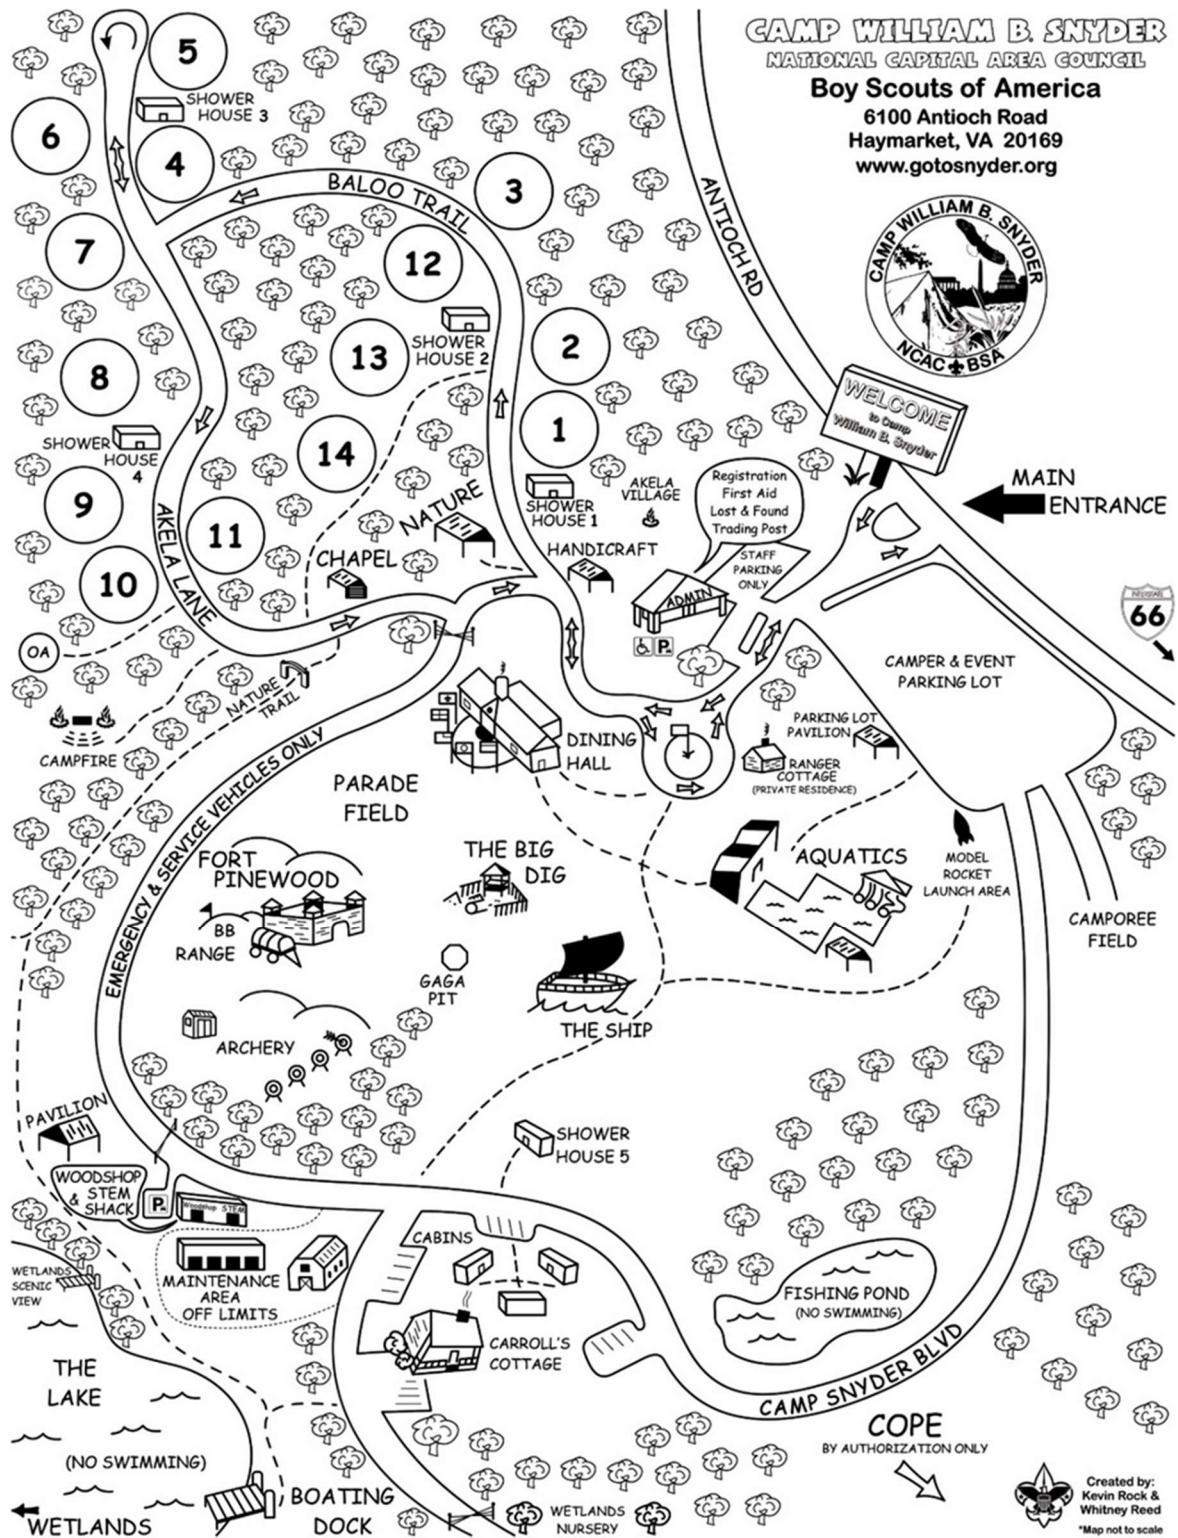 CAMP WILLIAM B. SNYDER
NATIONAL CAPITAL AREA COUNCIL
Boy Scouts of America
6100 Antioch Road
Haymarket, VA 20169
www.gotosnyder.org
CAMP WILLIAM B. SNYDER
NCAC BSA
5
SHOWER
HOUSE 3
6
4
3
BALOO TRAIL
ANTIOCH RD
7
12
SHOWER
HOUSE 2
2
13
8
WELCOME
to Camp
William B. Snyder
1
SHOWER
HOUSE
4
14
MAIN
ENTRANCE
9
AKELA LANE
11
NATURE
SHOWER
HOUSE 1
AKELA
VILLAGE
Registration
First Aid
Lost & Found
Trading Post
HANDICRAFT
STAFF
PARKING
ONLY
10
CHAPEL
ADMIN
P
INTERSTATE
66
OA
NATURE
TRAIL
CAMPER & EVENT
PARKING LOT
CAMPFIRE
EMERGENCY & SERVICE VEHICLES ONLY
DINING
HALL
PARKING LOT
PAVILION
RANGER
COTTAGE
(PRIVATE RESIDENCE)
PARADE
FIELD
FORT
PINEWOOD
THE BIG
DIG
AQUATICS
MODEL
ROCKET
LAUNCH AREA
CAMPOREE
FIELD
BB
RANGE
GAGA
PIT
THE SHIP
ARCHERY
PAVILION
SHOWER
HOUSE 5
WOODSHOP
& STEM
SHACK
P
Woodshop STEM
CABINS
WETLANDS
SCENIC
VIEW
MAINTENANCE
AREA
OFF LIMITS
FISHING POND
(NO SWIMMING)
CARROLL'S
COTTAGE
CAMP SNYDER BLVD
THE
LAKE
(NO SWIMMING)
COPE
BY AUTHORIZATION ONLY
BOATING
DOCK
WETLANDS
WETLANDS
NURSERY
Created by:
Kevin Rock &
Whitney Reed
*Map not to scale